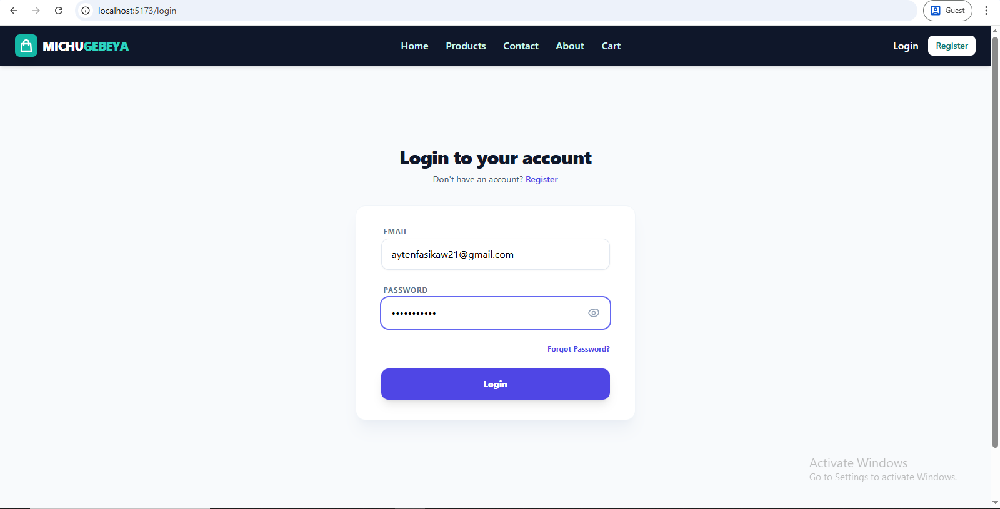 localhost:5173/login
Guest
MICHUGEBEYA
Home Products Contact About Cart
Login Register
Login to your account
Don't have an account? Register
EMAIL
aytenfasikaw21@gmail.com
PASSWORD
•••••••••••
Forgot Password?
Login
Activate Windows
Go to Settings to activate Windows.